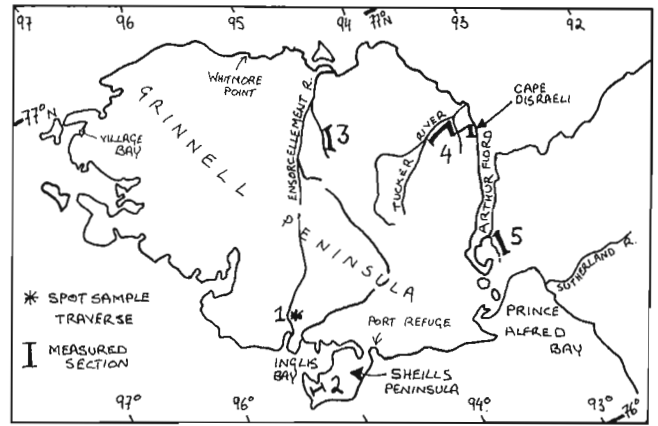 97 96 95 94 77°N 93 92
WHITMORE
POINT
CAPE
DISRAELI
77°N
GRINNELL
ENSORCELLEMENT R.
3
TUCKER RIVER
4
ARTHUR FIORD
VILLAGE
BAY
PENINSULA
5
SUTHERLAND R.
* SPOT SAMPLE
TRAVERSE
1*
PORT REFUGE
PRINCE
ALFRED
BAY
I MEASURED
SECTION
INGLIS
BAY
2
SHEILLS
PENINSULA
97° 96° 94° 93° 76°